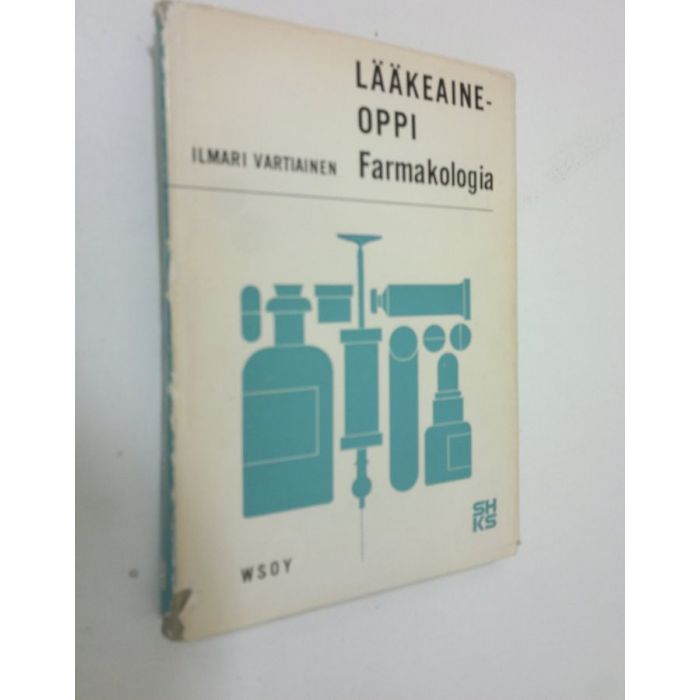 LÄÄKEAINE-
OPPI
ILMARI VARTIAINEN
Farmakologia
SH
KS
WSOY